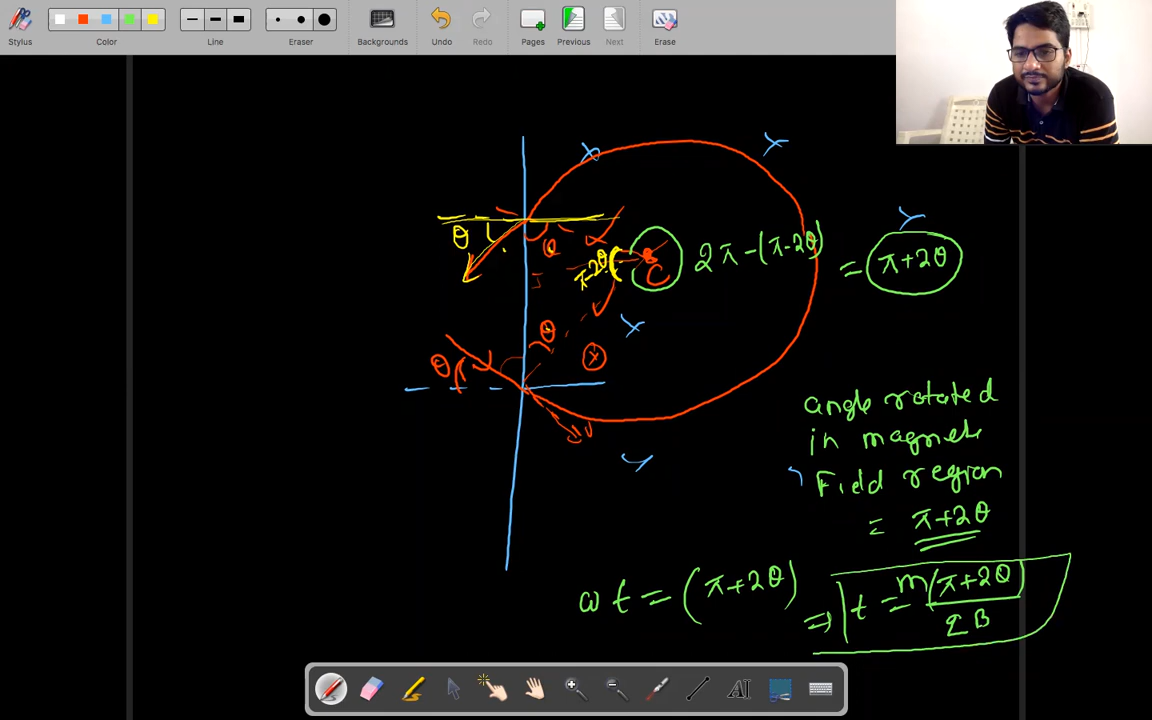 Stylus
Color
Line
Eraser
Backgrounds
Undo
Redo
Pages
Previous
Next
Erase
θ
π-2θ
C
2π-(π-2θ)
= π+2θ
θ
θ
angle rotated
in magnetic
Field region
= π+2θ
ωt = (π+2θ)
⇒ t = m(π+2θ)
qB